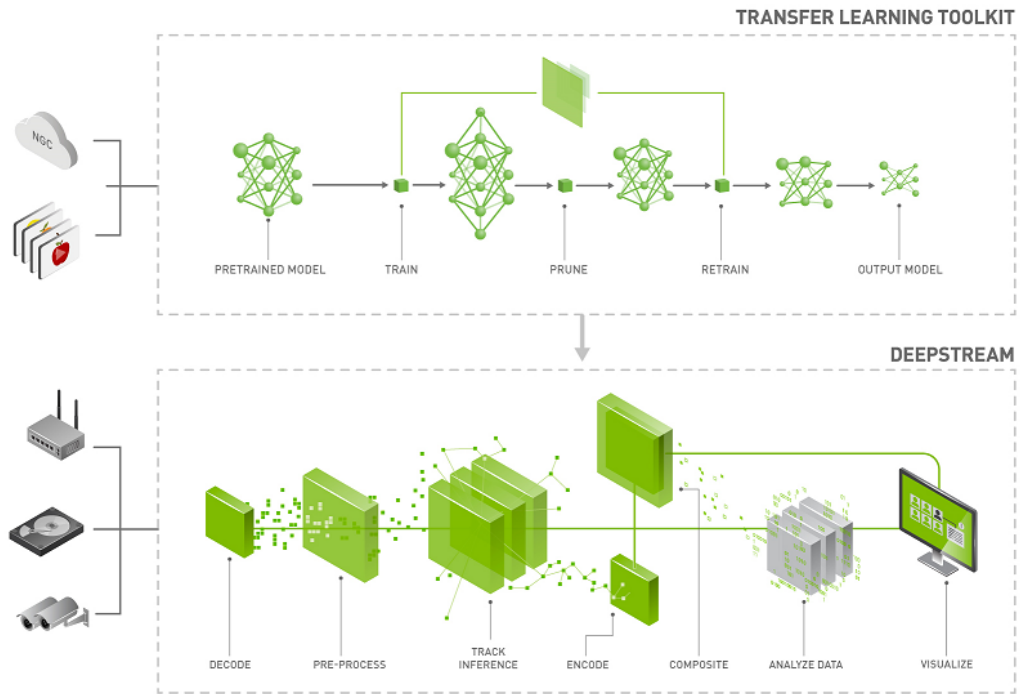 TRANSFER LEARNING TOOLKIT
NGC
PRETRAINED MODEL
TRAIN
PRUNE
RETRAIN
OUTPUT MODEL
DEEPSTREAM
DECODE
PRE-PROCESS
TRACK
INFERENCE
ENCODE
COMPOSITE
ANALYZE DATA
VISUALIZE